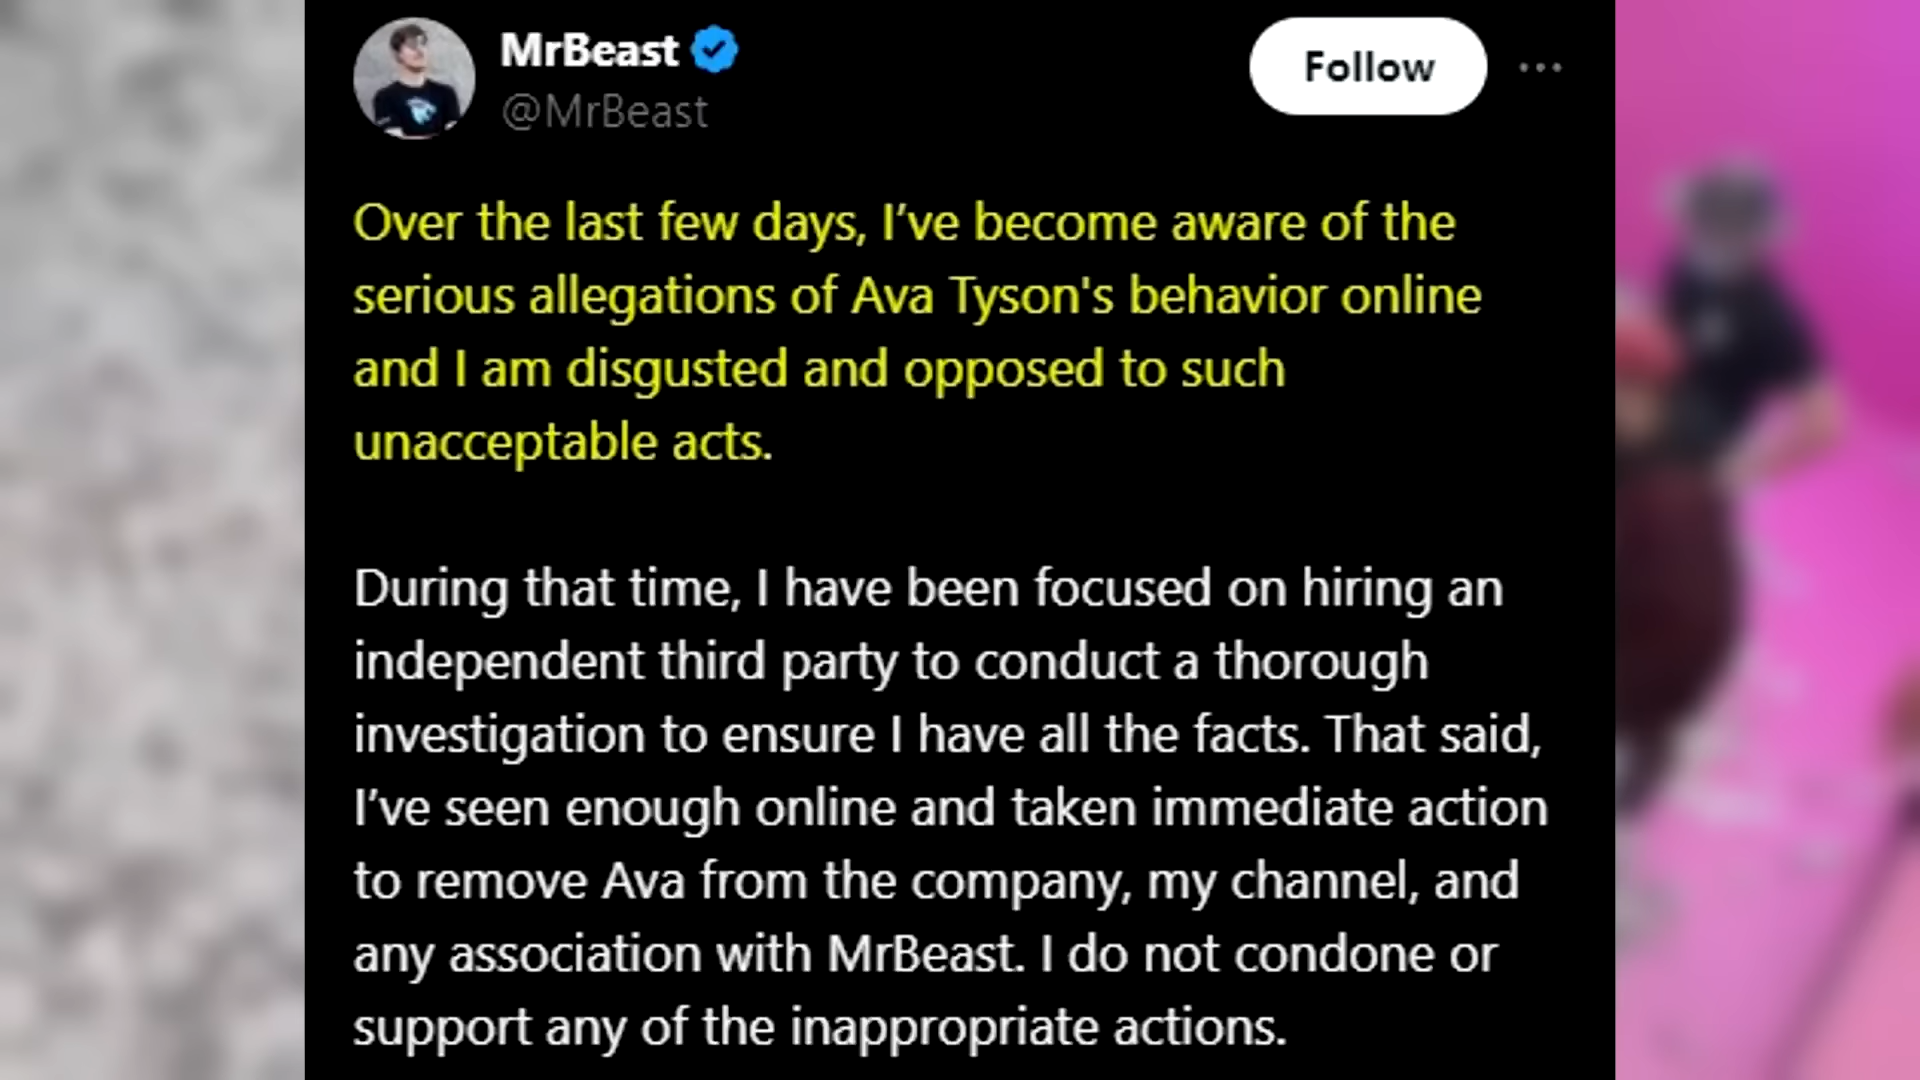 MrBeast
@MrBeast
Follow
Over the last few days, I’ve become aware of the
serious allegations of Ava Tyson's behavior online
and I am disgusted and opposed to such
unacceptable acts.
During that time, I have been focused on hiring an
independent third party to conduct a thorough
investigation to ensure I have all the facts. That said,
I’ve seen enough online and taken immediate action
to remove Ava from the company, my channel, and
any association with MrBeast. I do not condone or
support any of the inappropriate actions.